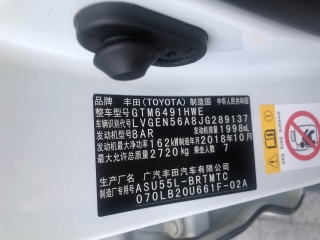 品牌 丰田(TOYOTA) 制造国 中华人民共和国
整车型号GTM6491HWE
车辆识别代号LVGEN56A8JG289137
发动机型号8AR 发动机排量1998mL
发动机最大净功率162kW 制造年月2018年10月
最大允许总质量2720kg 乘坐人数 7
广汽丰田汽车有限公司
制造厂专用号ASU55L-BRTMTC
070LB20U661F-02A